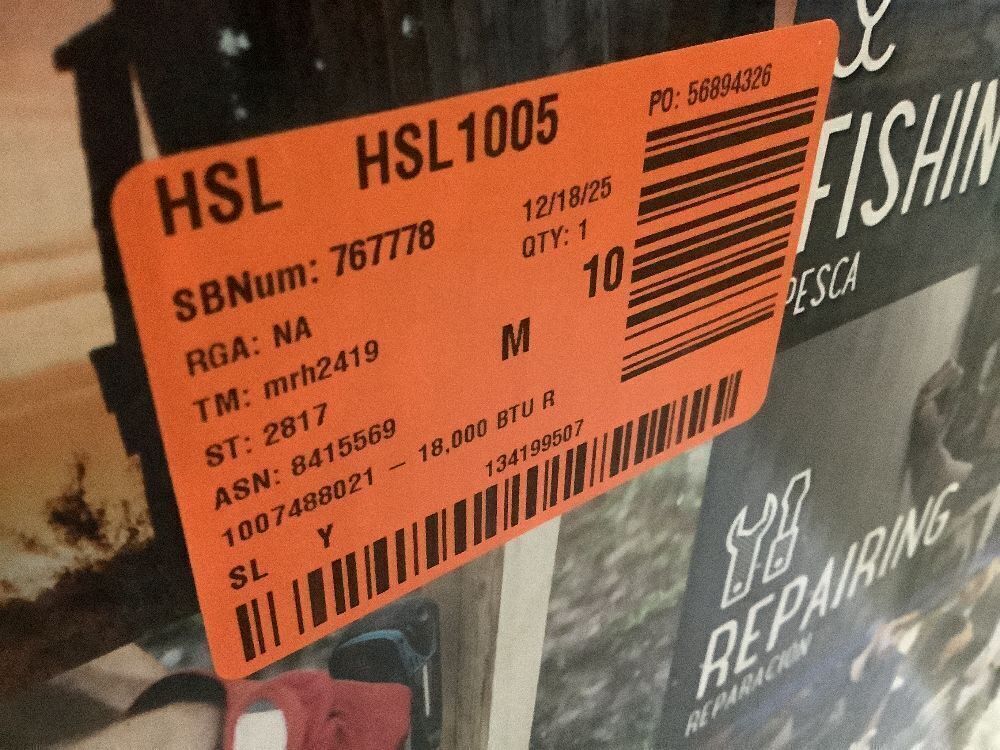 HSL HSL1005
PO: 56894326
SBNum: 767778
12/18/25
RGA: NA
QTY: 1
TM: mrh2419
10
ST: 2817
M
ASN: 8415569
1007488021 – 18,000 BTU R
SL Y
134199507
FISHIN
PESCA
REPAIRING
REPARACIÓN